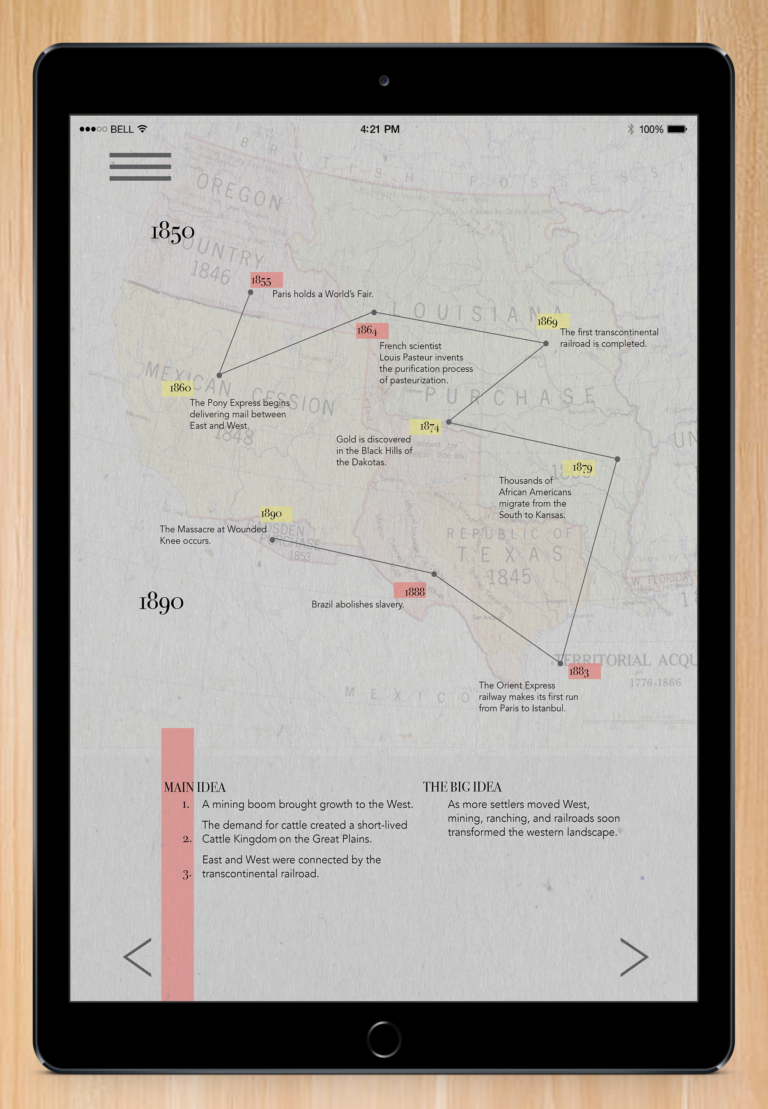 BELL
4:21 PM
100%
BRITISH POSSESSI
OREGON
COUNTRY
1846
1850
1855
Paris holds a World's Fair.
LOUISIANA
1864
French scientist
Louis Pasteur invents
the purification process
of pasteurization.
1869
The first transcontinental
railroad is completed.
MEXICAN CESSION
1848
1860
The Pony Express begins
delivering mail between
East and West.
PURCHASE
1874
Gold is discovered
in the Black Hills of
the Dakotas.
UN
1879
Thousands of
African Americans
migrate from the
South to Kansas.
1890
The Massacre at Wounded
Knee occurs.
1853
REPUBLIC OF
TEXAS
1845
W FLORIDA
1888
Brazil abolishes slavery.
1890
TERRITORIAL ACQU
1776-1866
1883
The Orient Express
railway makes its first run
from Paris to Istanbul.
MEXICO
MAIN IDEA
1. A mining boom brought growth to the West.
The demand for cattle created a short-lived
2. Cattle Kingdom on the Great Plains.
East and West were connected by the
3. transcontinental railroad.
THE BIG IDEA
As more settlers moved West,
mining, ranching, and railroads soon
transformed the western landscape.